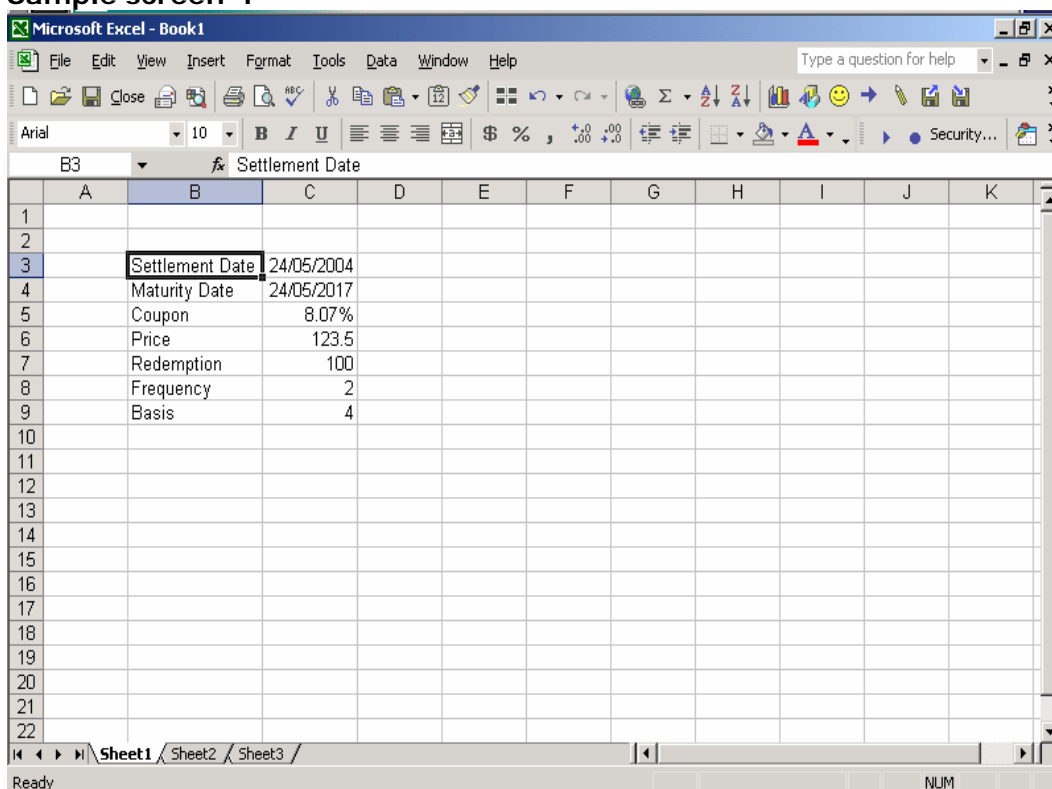 Sample screen 1
Microsoft Excel - Book1
File Edit View Insert Format Tools Data Window Help Type a question for help
Close
Arial 10 B I U $ % , Security...
B3 fx Settlement Date
A B C D E F G H I J K
1
2
3 Settlement Date 24/05/2004
4 Maturity Date 24/05/2017
5 Coupon 8.07%
6 Price 123.5
7 Redemption 100
8 Frequency 2
9 Basis 4
10
11
12
13
14
15
16
17
18
19
20
21
22
Sheet1 Sheet2 Sheet3
Ready NUM